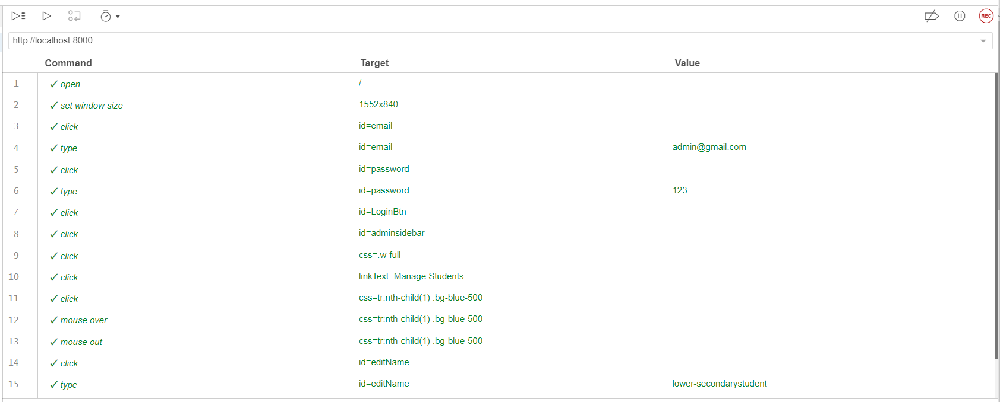 REC
http://localhost:8000
Command Target Value
1 ✓ open /
2 ✓ set window size 1552x840
3 ✓ click id=email
4 ✓ type id=email admin@gmail.com
5 ✓ click id=password
6 ✓ type id=password 123
7 ✓ click id=LoginBtn
8 ✓ click id=adminsidebar
9 ✓ click css=.w-full
10 ✓ click linkText=Manage Students
11 ✓ click css=tr:nth-child(1) .bg-blue-500
12 ✓ mouse over css=tr:nth-child(1) .bg-blue-500
13 ✓ mouse out css=tr:nth-child(1) .bg-blue-500
14 ✓ click id=editName
15 ✓ type id=editName lower-secondarystudent